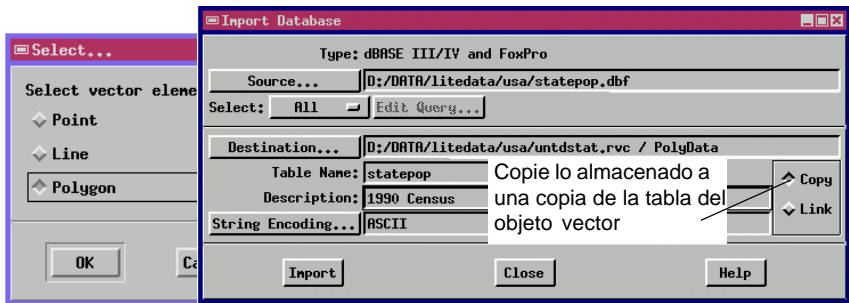 Select...
Select vector eleme
Point
Line
Polygon
OK
Ca
Import Database
Type: dBASE III/IV and FoxPro
Source... D:/DATA/litedata/usa/statepop.dbf
Select: All Edit Query...
Destination... D:/DATA/litedata/usa/untdstat.rvc / PolyData
Table Name: statepop
Description: 1990 Census
String Encoding... ASCII
Copie lo almacenado a
una copia de la tabla del
objeto vector
Copy
Link
Import Close Help